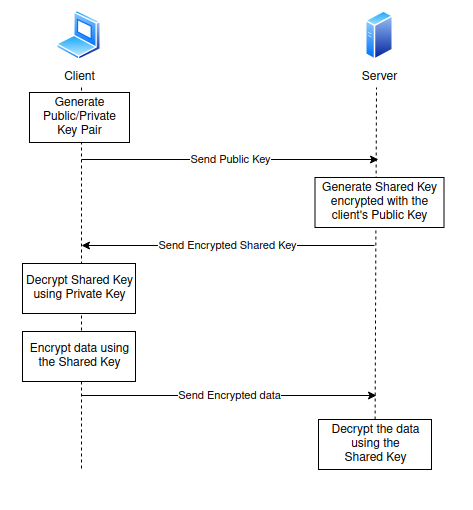 Client
Server
Generate
Public/Private
Key Pair
Send Public Key
Generate Shared Key
encrypted with the
client's Public Key
Send Encrypted Shared Key
Decrypt Shared Key
using Private Key
Encrypt data using
the Shared Key
Send Encrypted data
Decrypt the data
using the
Shared Key